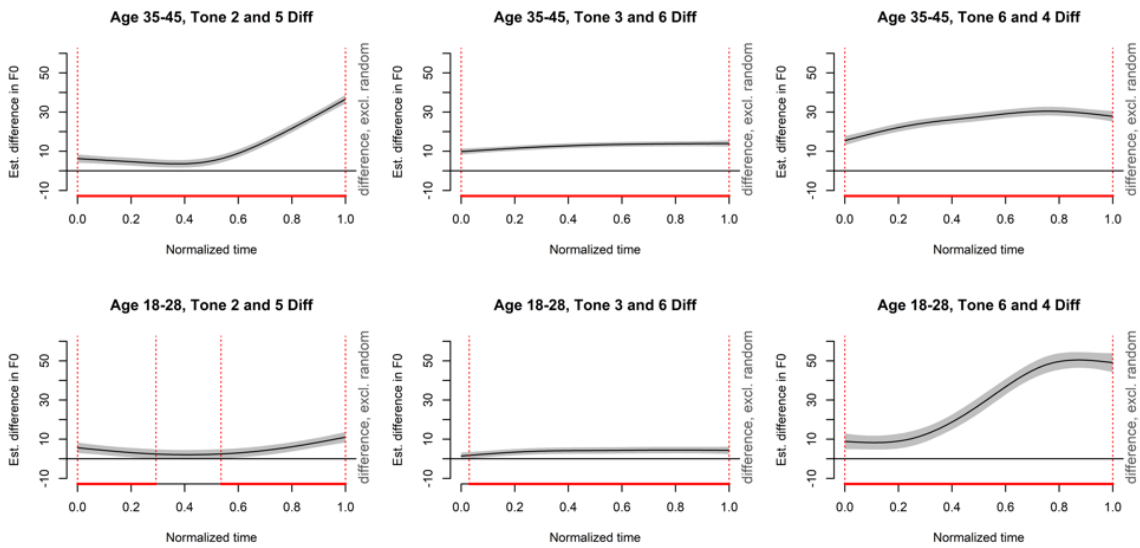 Age 35-45, Tone 2 and 5 Diff
Est. difference in F0
-10 10 30 50
difference, excl. random
0.0 0.2 0.4 0.6 0.8 1.0
Normalized time
Age 35-45, Tone 3 and 6 Diff
Est. difference in F0
-10 10 30 50
difference, excl. random
0.0 0.2 0.4 0.6 0.8 1.0
Normalized time
Age 35-45, Tone 6 and 4 Diff
Est. difference in F0
-10 10 30 50
difference, excl. random
0.0 0.2 0.4 0.6 0.8 1.0
Normalized time
Age 18-28, Tone 2 and 5 Diff
Est. difference in F0
-10 10 30 50
difference, excl. random
0.0 0.2 0.4 0.6 0.8 1.0
Normalized time
Age 18-28, Tone 3 and 6 Diff
Est. difference in F0
-10 10 30 50
difference, excl. random
0.0 0.2 0.4 0.6 0.8 1.0
Normalized time
Age 18-28, Tone 6 and 4 Diff
Est. difference in F0
-10 10 30 50
difference, excl. random
0.0 0.2 0.4 0.6 0.8 1.0
Normalized time